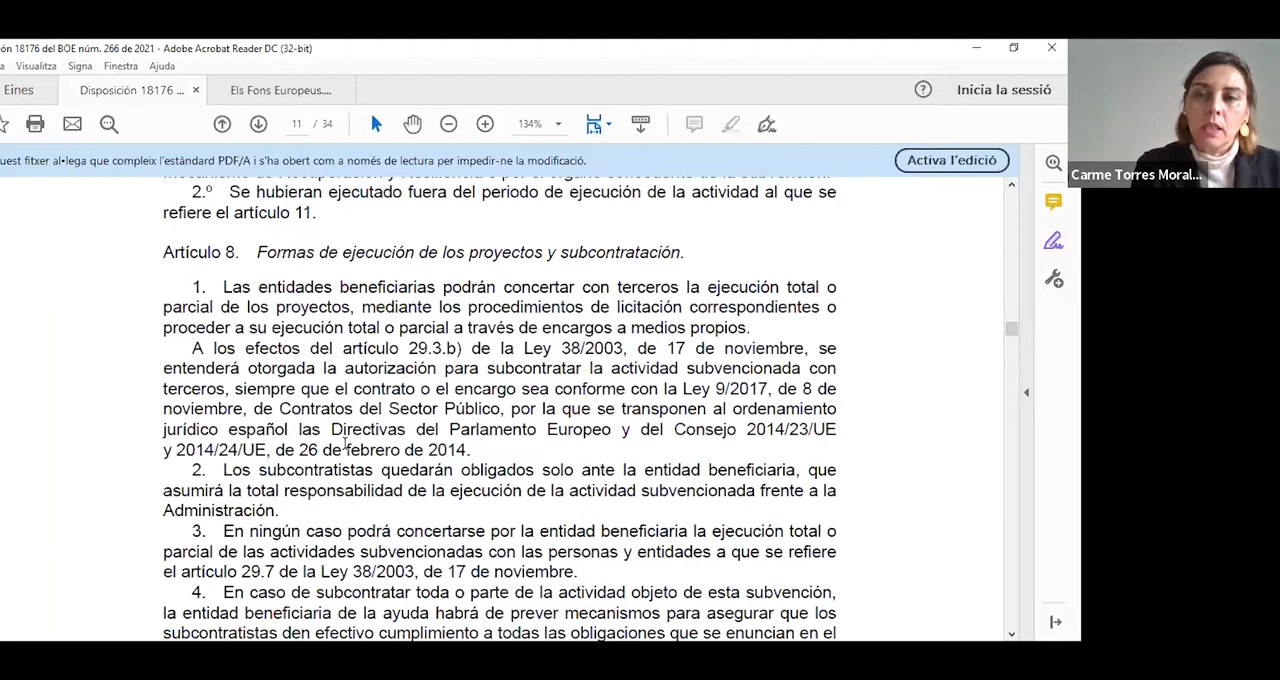 ón 18176 del BOE núm. 266 de 2021 - Adobe Acrobat Reader DC (32-bit)
a Visualitza Signa Finestra Ajuda
Eines Disposición 18176 ... × Els Fons Europeus.... Inicia la sessió
11 / 34 134%
uest fitxer al•lega que compleix l'estàndard PDF/A i s'ha obert com a només de lectura per impedir-ne la modificació. Activa l'edició
Carme Torres Moral...
2.º Se hubieran ejecutado fuera del periodo de ejecución de la actividad al que se
refiere el artículo 11.
Artículo 8. Formas de ejecución de los proyectos y subcontratación.
1. Las entidades beneficiarias podrán concertar con terceros la ejecución total o
parcial de los proyectos, mediante los procedimientos de licitación correspondientes o
proceder a su ejecución total o parcial a través de encargos a medios propios.
A los efectos del artículo 29.3.b) de la Ley 38/2003, de 17 de noviembre, se
entenderá otorgada la autorización para subcontratar la actividad subvencionada con
terceros, siempre que el contrato o el encargo sea conforme con la Ley 9/2017, de 8 de
noviembre, de Contratos del Sector Público, por la que se transponen al ordenamiento
jurídico español las Directivas del Parlamento Europeo y del Consejo 2014/23/UE
y 2014/24/UE, de 26 de febrero de 2014.
2. Los subcontratistas quedarán obligados solo ante la entidad beneficiaria, que
asumirá la total responsabilidad de la ejecución de la actividad subvencionada frente a la
Administración.
3. En ningún caso podrá concertarse por la entidad beneficiaria la ejecución total o
parcial de las actividades subvencionadas con las personas y entidades a que se refiere
el artículo 29.7 de la Ley 38/2003, de 17 de noviembre.
4. En caso de subcontratar toda o parte de la actividad objeto de esta subvención,
la entidad beneficiaria de la ayuda habrá de prever mecanismos para asegurar que los
subcontratistas den efectivo cumplimiento a todas las obligaciones que se enuncian en el